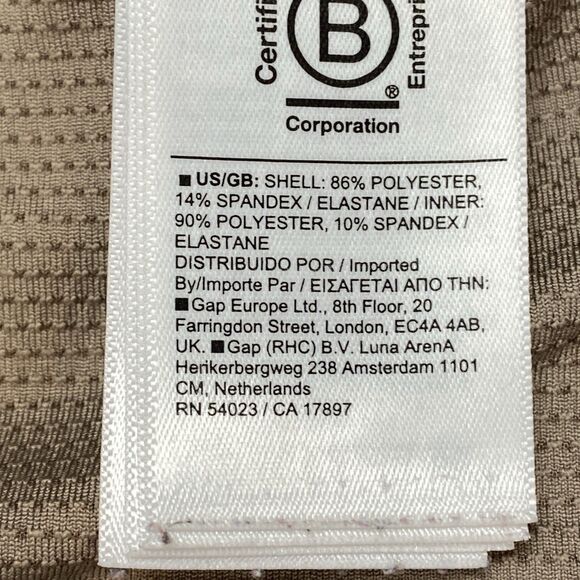 Certifi
B
Entrepri
®
Corporation
■ US/GB: SHELL: 86% POLYESTER,
14% SPANDEX / ELASTANE / INNER:
90% POLYESTER, 10% SPANDEX /
ELASTANE
DISTRIBUIDO POR / Imported
By/Importe Par / ΕΙΣΑΓΕΤΑΙ ΑΠΟ ΤΗΝ:
■Gap Europe Ltd., 8th Floor, 20
Farringdon Street, London, EC4A 4AB,
UK. ■Gap (RHC) B.V. Luna ArenA
Herikerbergweg 238 Amsterdam 1101
CM, Netherlands
RN 54023 / CA 17897